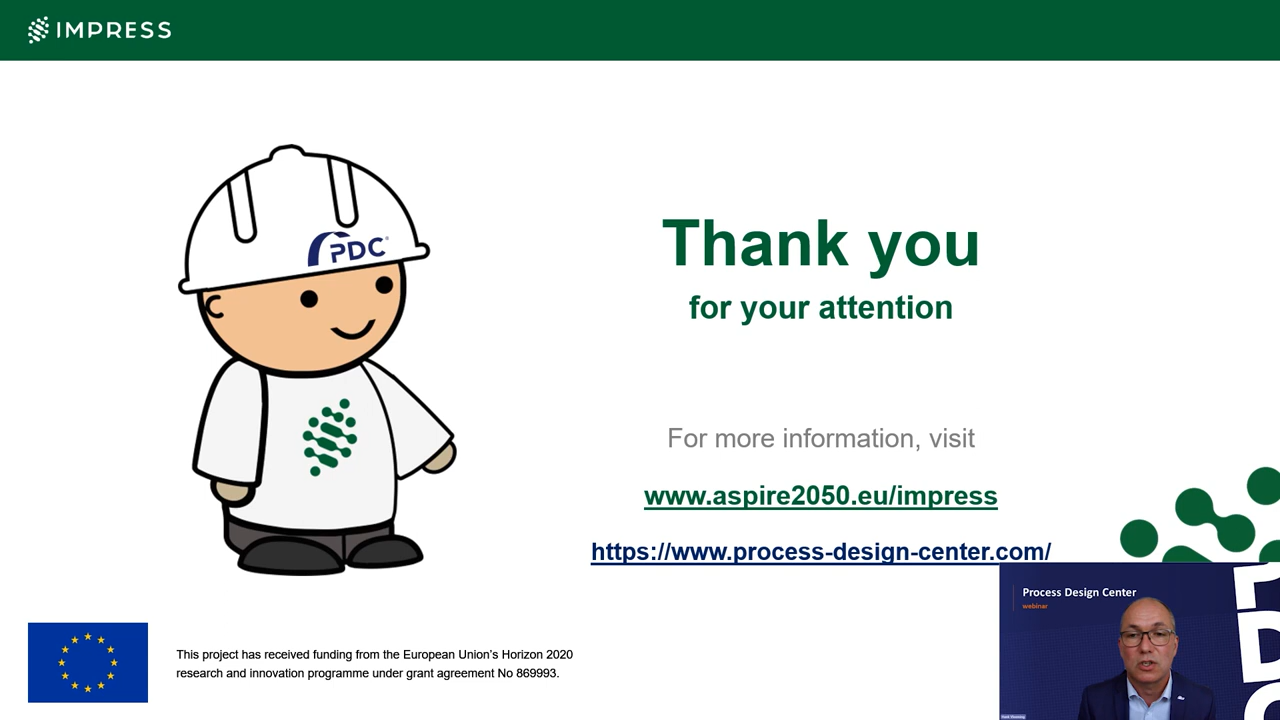 IMPRESS
PDC
Thank you
for your attention
For more information, visit
www.aspire2050.eu/impress
https://www.process-design-center.com/
Process Design Center
webinar
This project has received funding from the European Union's Horizon 2020
research and innovation programme under grant agreement No 869993.